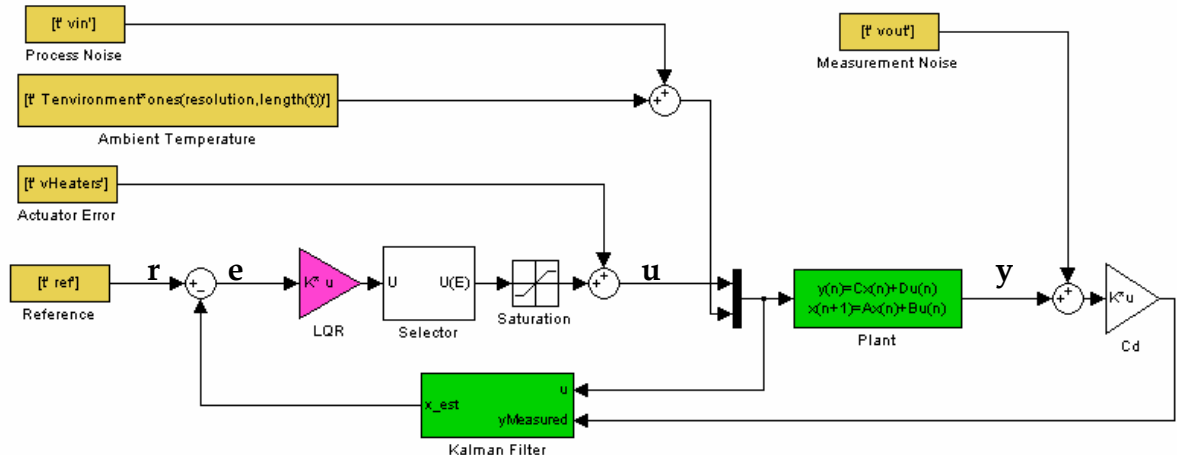 [t' vin']
Process Noise
[t' vout']
Measurement Noise
+
+
[t' Tenvironment*ones(resolution,length(t))']
Ambient Temperature
[t' vHeaters']
Actuator Error
[t' ref']
Reference
r
+
−
e
K* u
LQR
U
U(E)
Selector
Saturation
+
+
u
y(n)=Cx(n)+Du(n)
x(n+1)=Ax(n)+Bu(n)
Plant
y
+
+
K*u
Cd
u
x_est
yMeasured
Kalman Filter